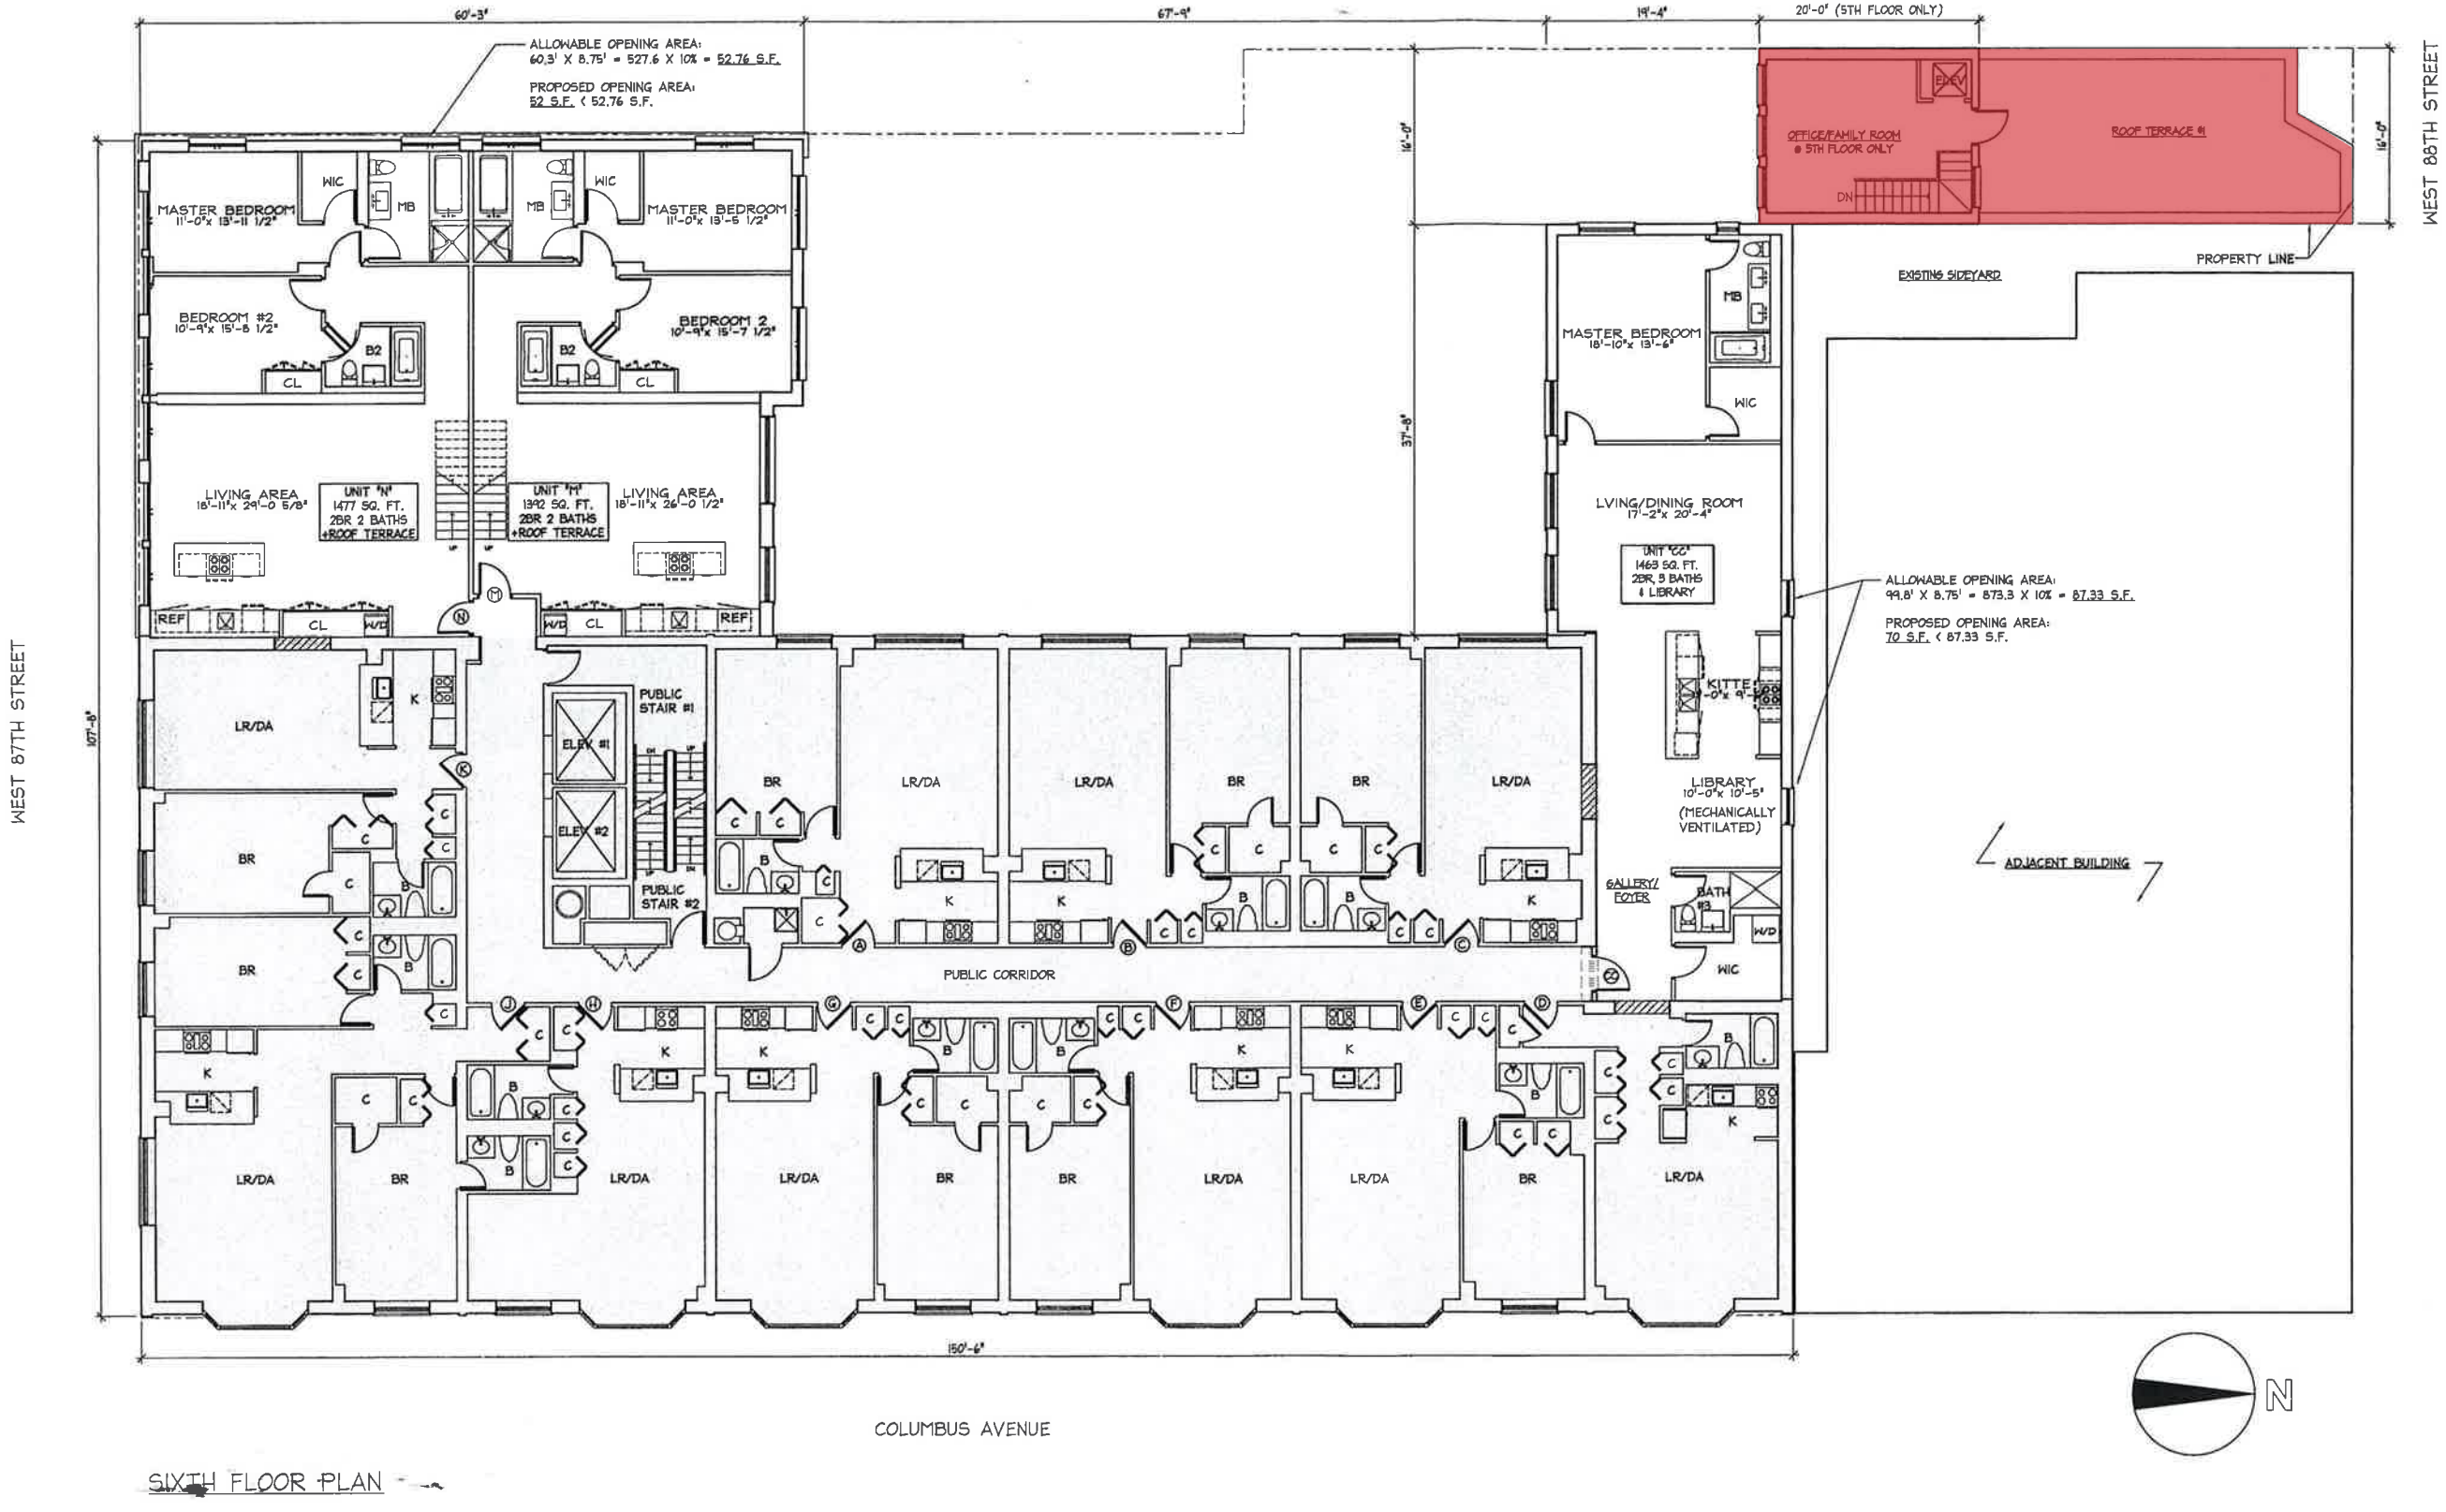 60'-3"
67'-9"
19'-4"
20'-0" (5TH FLOOR ONLY)
ALLOWABLE OPENING AREA:
60.3' X 8.75' = 527.6 X 10% = 52.76 S.F.
PROPOSED OPENING AREA:
52 S.F. < 52.76 S.F.
WEST 88TH STREET
16'-0"
16'-0"
ELEV
OFFICE/FAMILY ROOM
@ 5TH FLOOR ONLY
ROOF TERRACE #1
DN
PROPERTY LINE
EXISTING SIDEYARD
WIC
MB
MB
WIC
MASTER BEDROOM
11'-0"x 13'-11 1/2"
MASTER BEDROOM
11'-0"x 13'-5 1/2"
BEDROOM #2
10'-9"x 15'-8 1/2"
BEDROOM 2
10'-9"x 15'-7 1/2"
B2
B2
CL
CL
MB
MASTER BEDROOM
18'-10"x 13'-6"
WIC
37'-8"
LIVING AREA
18'-11"x 29'-0 5/8"
UNIT "N"
1477 SQ. FT.
2BR 2 BATHS
+ROOF TERRACE
UNIT "M"
1392 SQ. FT.
2BR 2 BATHS
+ROOF TERRACE
LIVING AREA
18'-11"x 26'-0 1/2"
UP
UP
LVING/DINING ROOM
17'-2"x 20'-4"
UNIT "CC"
1463 SQ. FT.
2BR, 3 BATHS
& LIBRARY
ALLOWABLE OPENING AREA:
99.8' X 8.75' = 873.3 X 10% = 87.33 S.F.
PROPOSED OPENING AREA:
70 S.F. < 87.33 S.F.
REF
CL
W/D
N
M
W/D
CL
REF
WEST 87TH STREET
107'-8"
LR/DA
K
K
PUBLIC
STAIR #1
ELEV #1
DN
UP
ELEV #2
UP
DN
PUBLIC
STAIR #2
BR
LR/DA
LR/DA
BR
BR
LR/DA
KITTE
LIBRARY
10'-0"x 10'-5"
(MECHANICALLY
VENTILATED)
C
C
C
C
BR
C
B
C
C
B
C
C
C
K
K
C
C
B
C
C
C
C
B
C
C
K
GALLERY/
FOYER
BATH
#3
W/D
WIC
ADJACENT BUILDING
BR
C
C
B
C
A
B
C
PUBLIC CORRIDOR
J
H
G
F
E
D
K
C
C
K
K
C
C
B
B
C
C
K
K
C
C
C
B
C
C
C
C
B
K
C
C
B
B
C
C
C
C
C
C
C
C
B
C
C
LR/DA
BR
LR/DA
LR/DA
BR
BR
LR/DA
LR/DA
BR
LR/DA
150'-6"
N
COLUMBUS AVENUE
SIXTH FLOOR PLAN